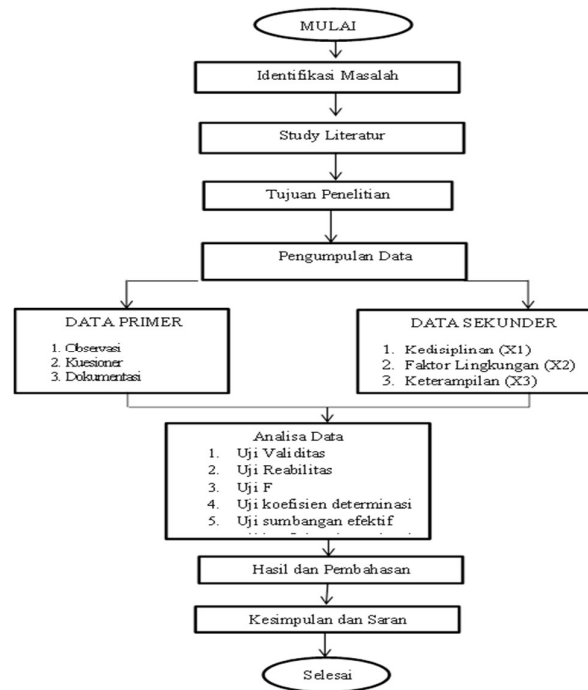 MULAI
Identifikasi Masalah
Study Literatur
Tujuan Penelitian
Pengumpulan Data
DATA PRIMER
1. Observasi
2. Kuesioner
3. Dokumentasi
DATA SEKUNDER
1. Kedisiplinan (X1)
2. Faktor Lingkungan (X2)
3. Keterampilan (X3)
Analisa Data
1. Uji Validitas
2. Uji Reabilitas
3. Uji F
4. Uji koefisien determinasi
5. Uji sumbangan efektif
Hasil dan Pembahasan
Kesimpulan dan Saran
Selesai